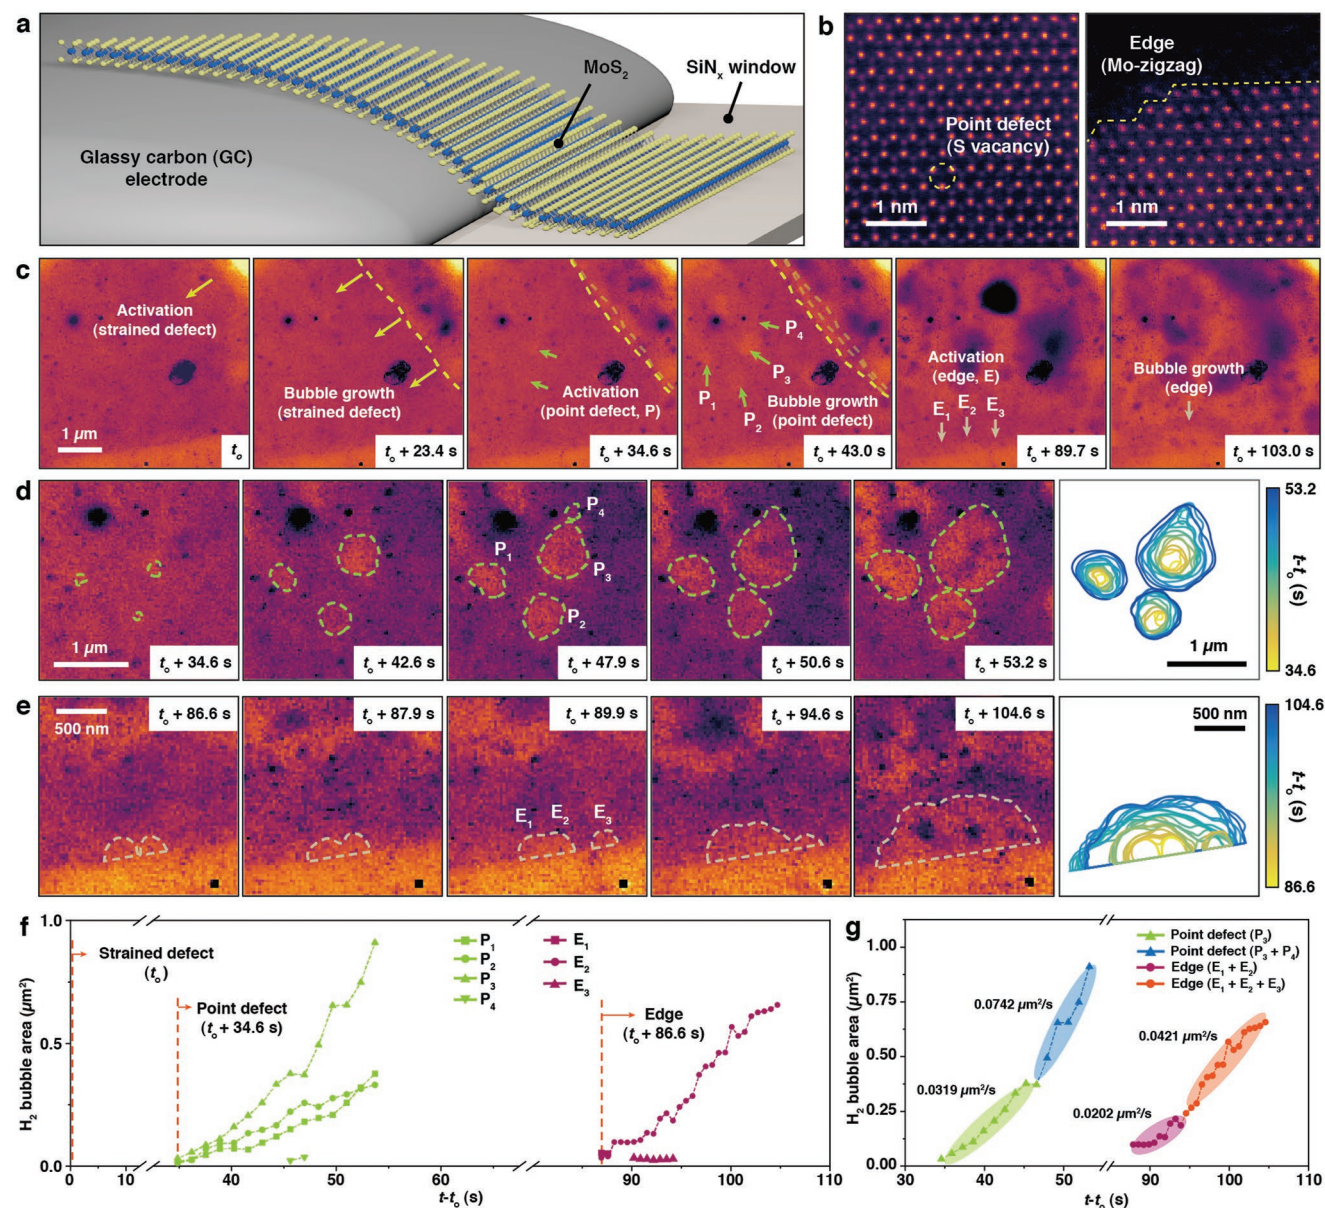 a
MoS2
SiNx window
Glassy carbon (GC)
electrode
b
Point defect
(S vacancy)
1 nm
Edge
(Mo-zigzag)
1 nm
c
Activation
(strained defect)
1 µm
to
Bubble growth
(strained defect)
to + 23.4 s
Activation
(point defect, P)
to + 34.6 s
P4
P3
P1
P2
Bubble growth
(point defect)
to + 43.0 s
Activation
(edge, E)
E1 E2 E3
to + 89.7 s
Bubble growth
(edge)
to + 103.0 s
d
1 µm
to + 34.6 s
to + 42.6 s
P4
P1
P3
P2
to + 47.9 s
to + 50.6 s
to + 53.2 s
1 µm
53.2
t-to (s)
34.6
e
500 nm
to + 86.6 s
to + 87.9 s
to + 89.9 s
E1 E2 E3
to + 94.6 s
to + 104.6 s
500 nm
104.6
t-to (s)
86.6
f
H2 bubble area (µm²)
1.0
0.5
0.0
Strained defect
(to)
Point defect
(to + 34.6 s)
P1
P2
P3
P4
E1
E2
E3
Edge
(to + 86.6 s)
0 10 40 50 60 90 100 110
t-to (s)
g
H2 bubble area (µm²)
1.00
0.75
0.50
0.25
0.00
Point defect (P3)
Point defect (P3 + P4)
Edge (E1 + E2)
Edge (E1 + E2 + E3)
0.0742 µm²/s
0.0421 µm²/s
0.0319 µm²/s
0.0202 µm²/s
30 40 50 90 100 110
t-to (s)